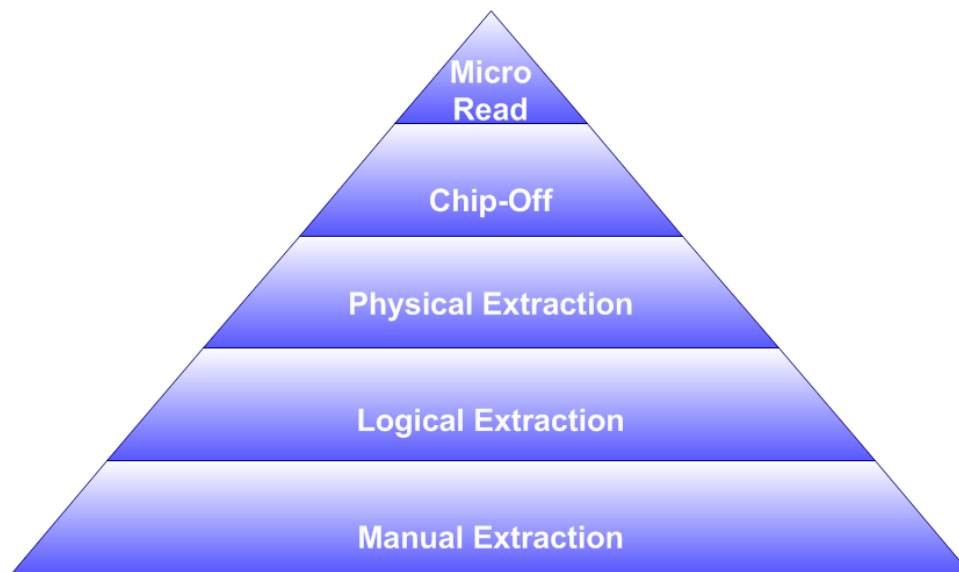 Micro
Read
Chip-Off
Physical Extraction
Logical Extraction
Manual Extraction